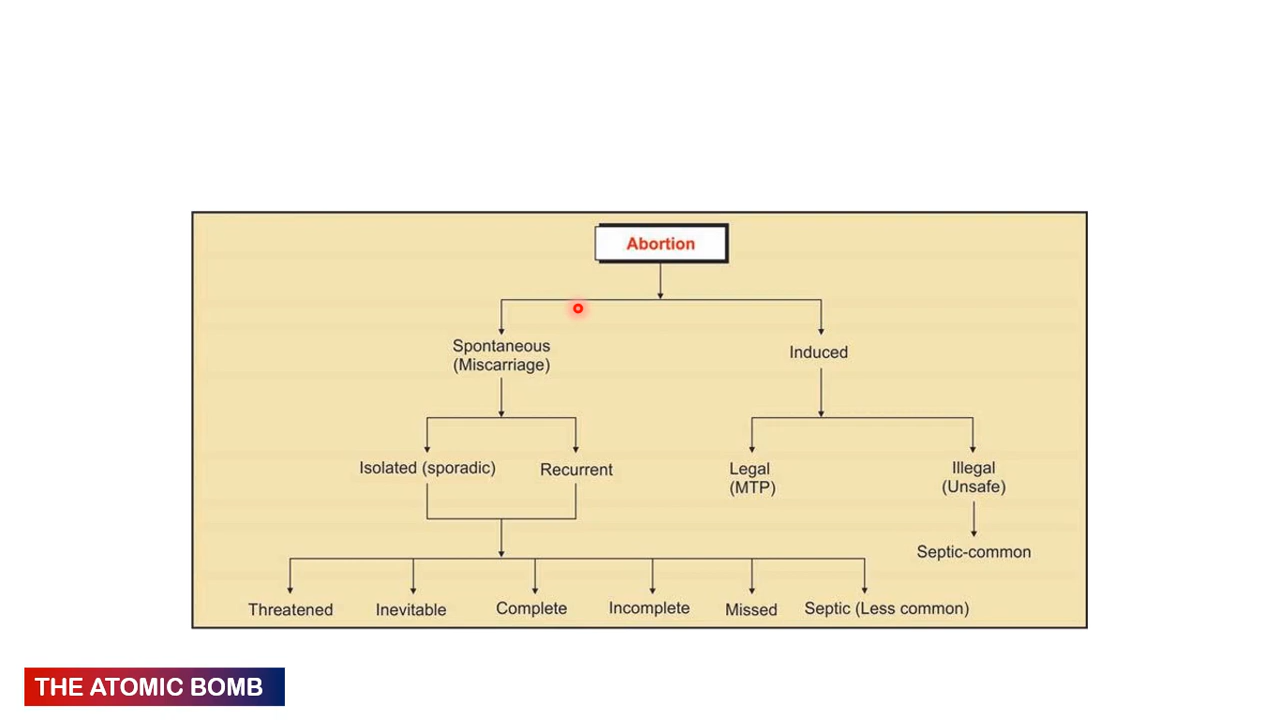 Abortion
Spontaneous
(Miscarriage)
Induced
Isolated (sporadic)
Recurrent
Legal
(MTP)
Illegal
(Unsafe)
Septic-common
Threatened
Inevitable
Complete
Incomplete
Missed
Septic (Less common)
THE ATOMIC BOMB